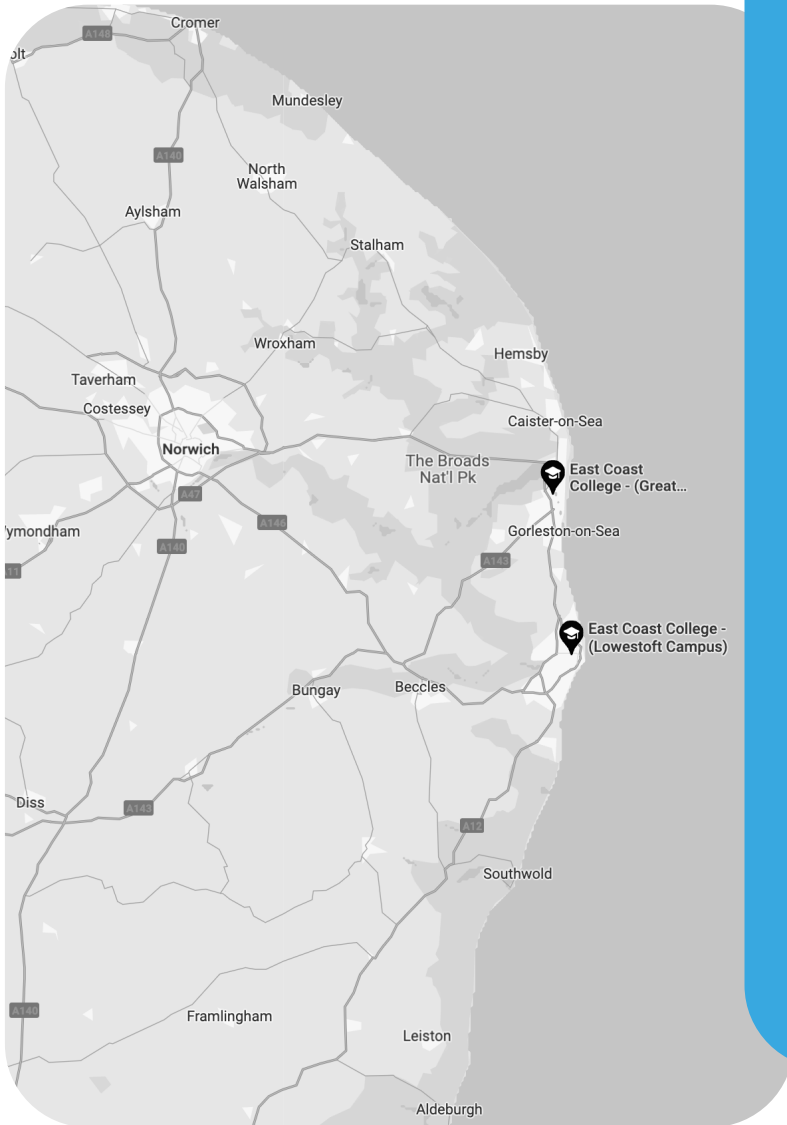 Cromer
A148
olt
Mundesley
A140
North
Walsham
Aylsham
Stalham
Wroxham
Hemsby
Taverham
Costessey
Caister-on-Sea
Norwich
The Broads
Nat'l Pk
East Coast
College - (Great...
A47
A146
Gorleston-on-Sea
ymondham
A140
A143
11
East Coast College -
(Lowestoft Campus)
Bungay
Beccles
Diss
A143
A12
Southwold
A140
Framlingham
Leiston
Aldeburgh